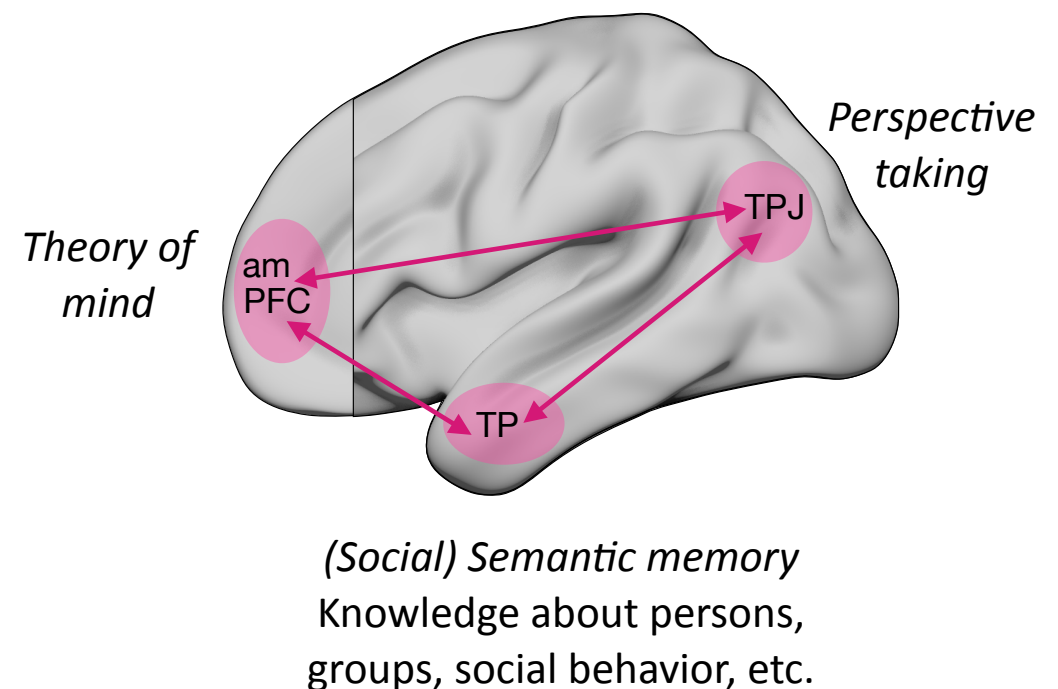 Perspective
taking
TPJ
Theory of
mind
am
PFC
TP
(Social) Semantic memory
Knowledge about persons,
groups, social behavior, etc.